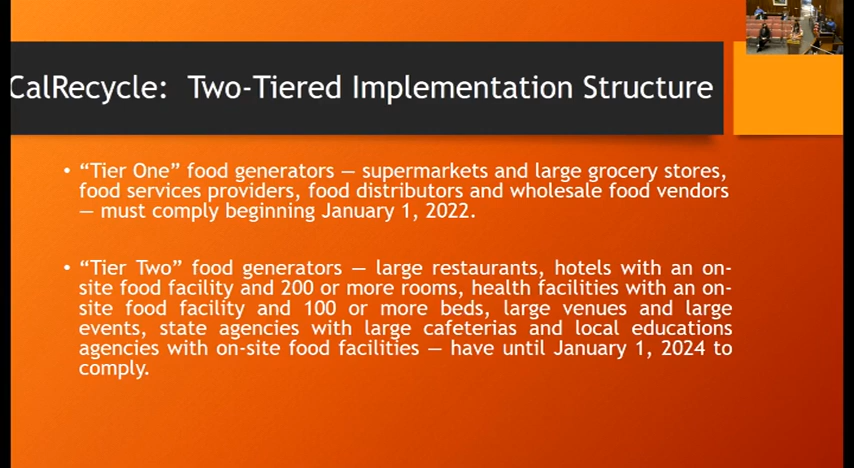 CalRecycle: Two-Tiered Implementation Structure
• “Tier One” food generators — supermarkets and large grocery stores,
food services providers, food distributors and wholesale food vendors
— must comply beginning January 1, 2022.
• “Tier Two” food generators — large restaurants, hotels with an on-
site food facility and 200 or more rooms, health facilities with an on-
site food facility and 100 or more beds, large venues and large
events, state agencies with large cafeterias and local educations
agencies with on-site food facilities — have until January 1, 2024 to
comply.